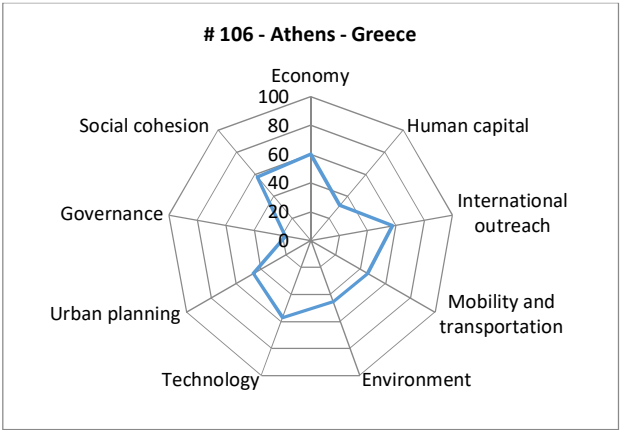 # 106 - Athens - Greece
Economy
100
80
60
40
20
0
Human capital
International
outreach
Mobility and
transportation
Environment
Technology
Urban planning
Governance
Social cohesion